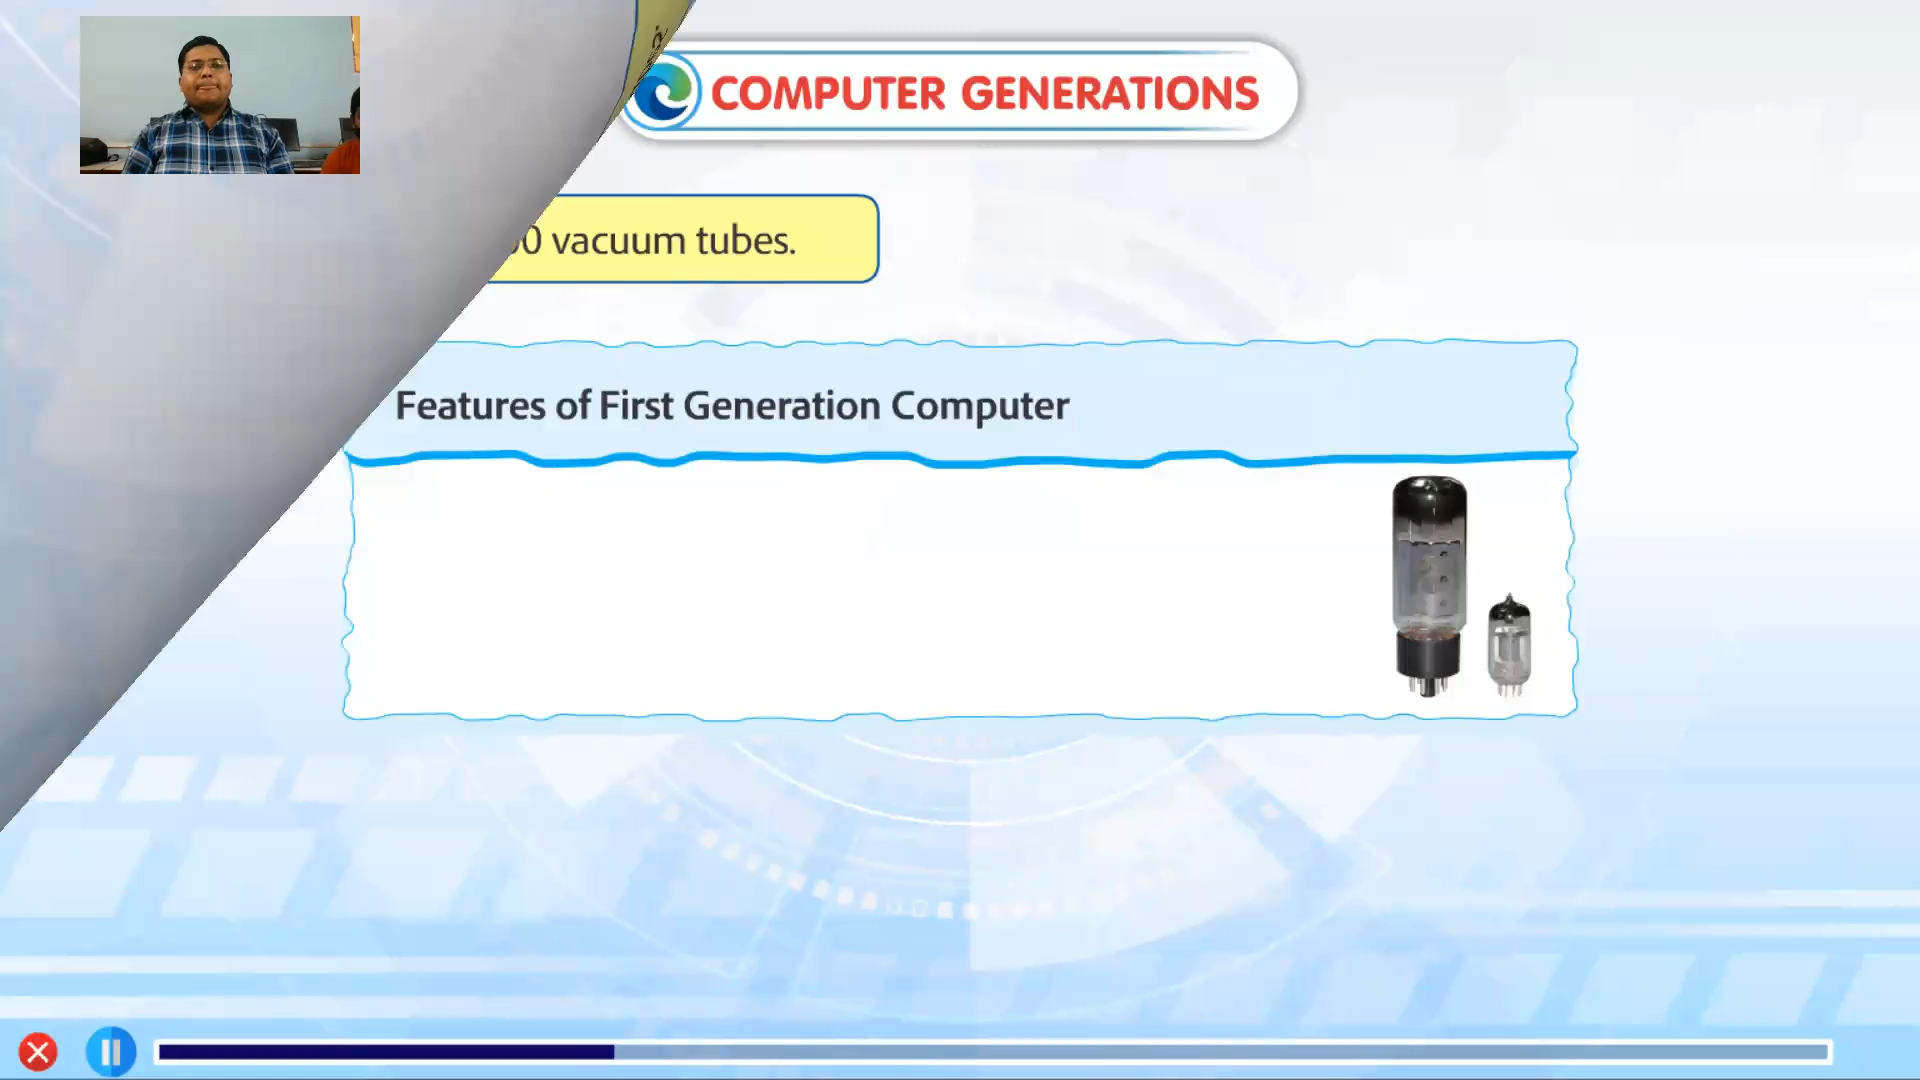 COMPUTER GENERATIONS
vacuum tubes.
Features of First Generation Computer